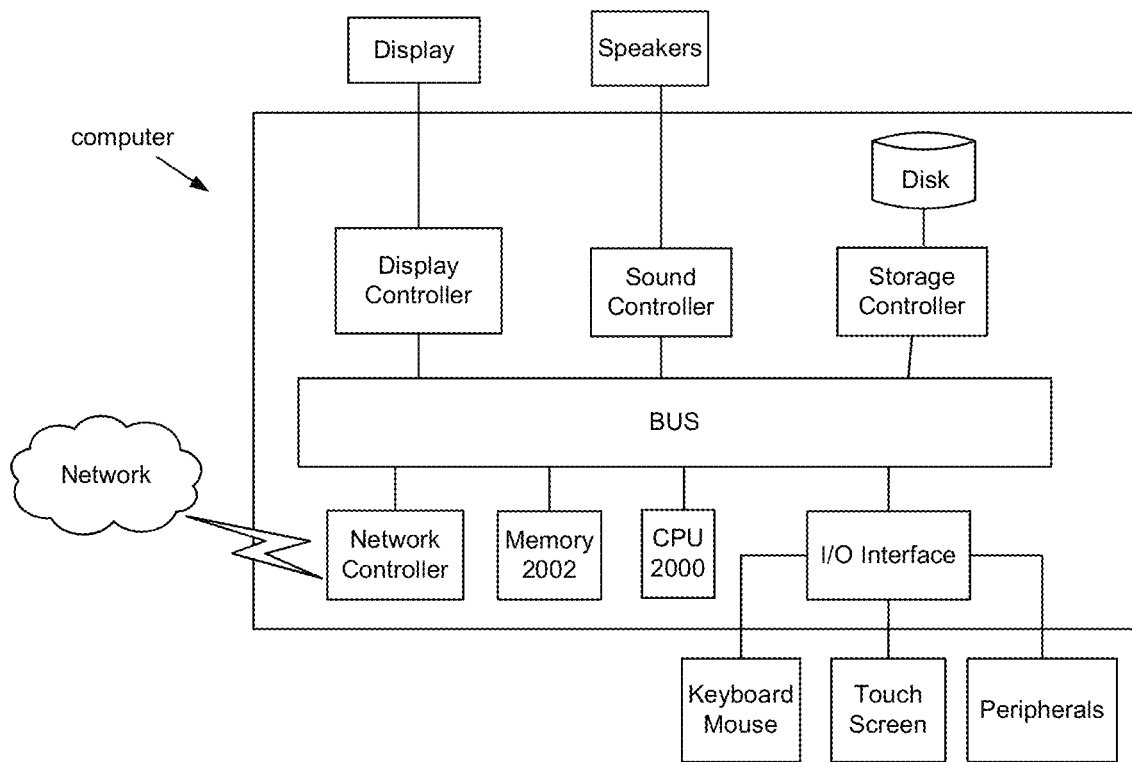 Display
Speakers
computer
Disk
Display
Controller
Sound
Controller
Storage
Controller
BUS
Network
Network
Controller
Memory
2002
CPU
2000
I/O Interface
Keyboard
Mouse
Touch
Screen
Peripherals